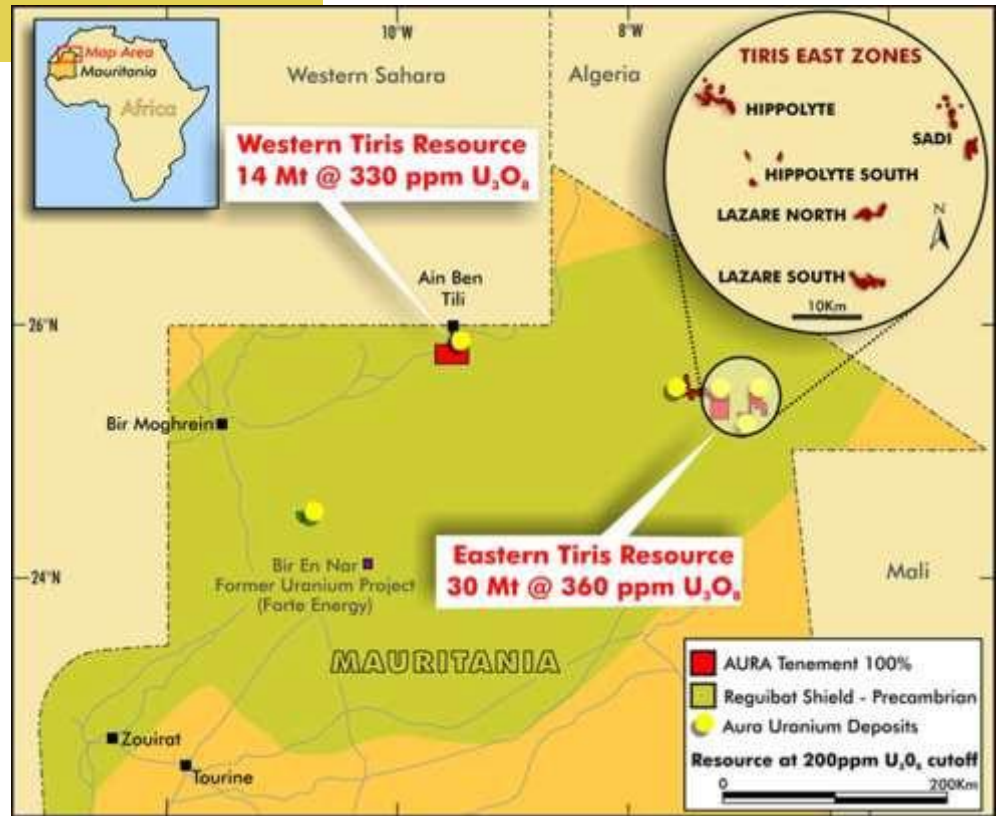 10°W
8°W
Map Area
Mauritania
Africa
Western Sahara
Algeria
TIRIS EAST ZONES
HIPPOLYTE
SADI
HIPPOLYTE SOUTH
LAZARE NORTH
N
LAZARE SOUTH
10Km
Western Tiris Resource
14 Mt @ 330 ppm U₃O₈
Ain Ben
Tili
26°N
Bir Moghrein
Eastern Tiris Resource
30 Mt @ 360 ppm U₃O₈
24°N
Bir En Nar
Former Uranium Project
(Forte Energy)
Mali
MAURITANIA
Zouirat
Tourine
AURA Tenement 100%
Reguibat Shield - Precambrian
Aura Uranium Deposits
Resource at 200ppm U₃0₈ cutoff
0
200Km